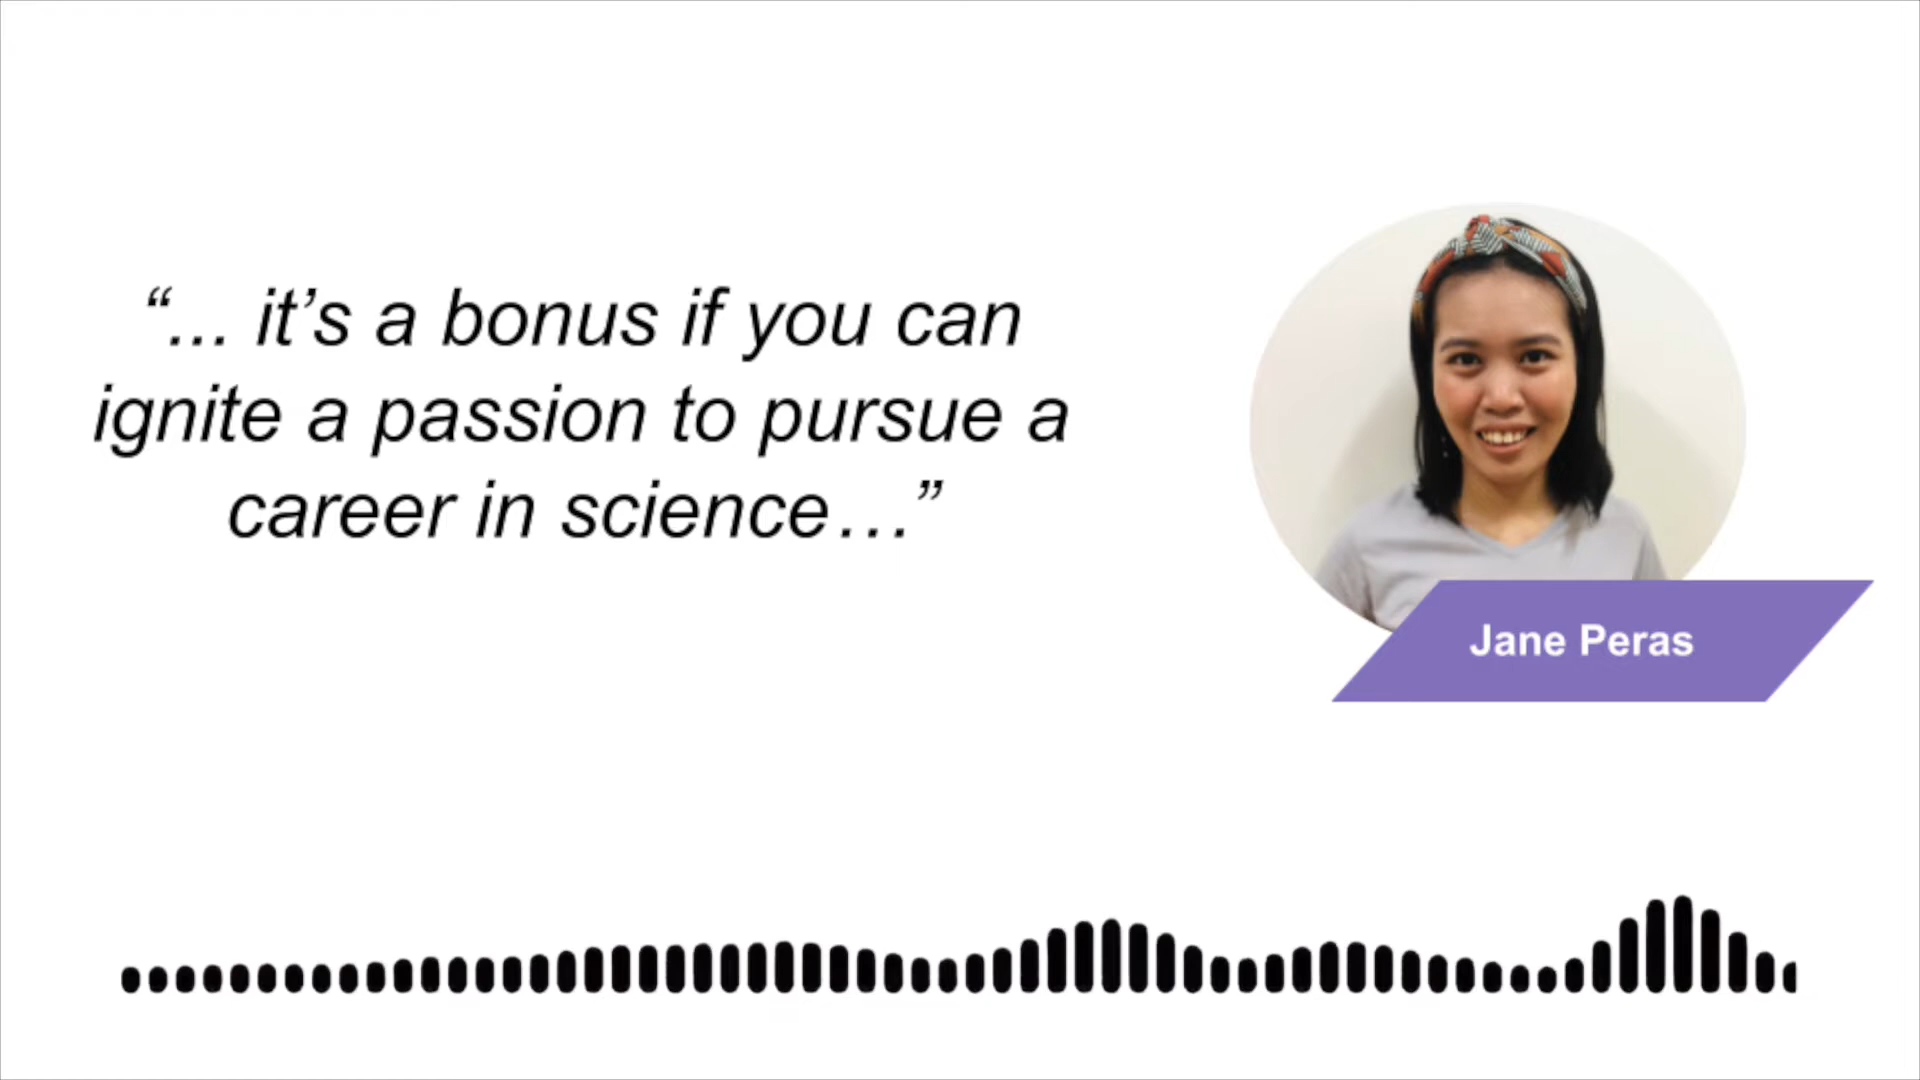 “... it’s a bonus if you can
ignite a passion to pursue a
career in science…”
Jane Peras